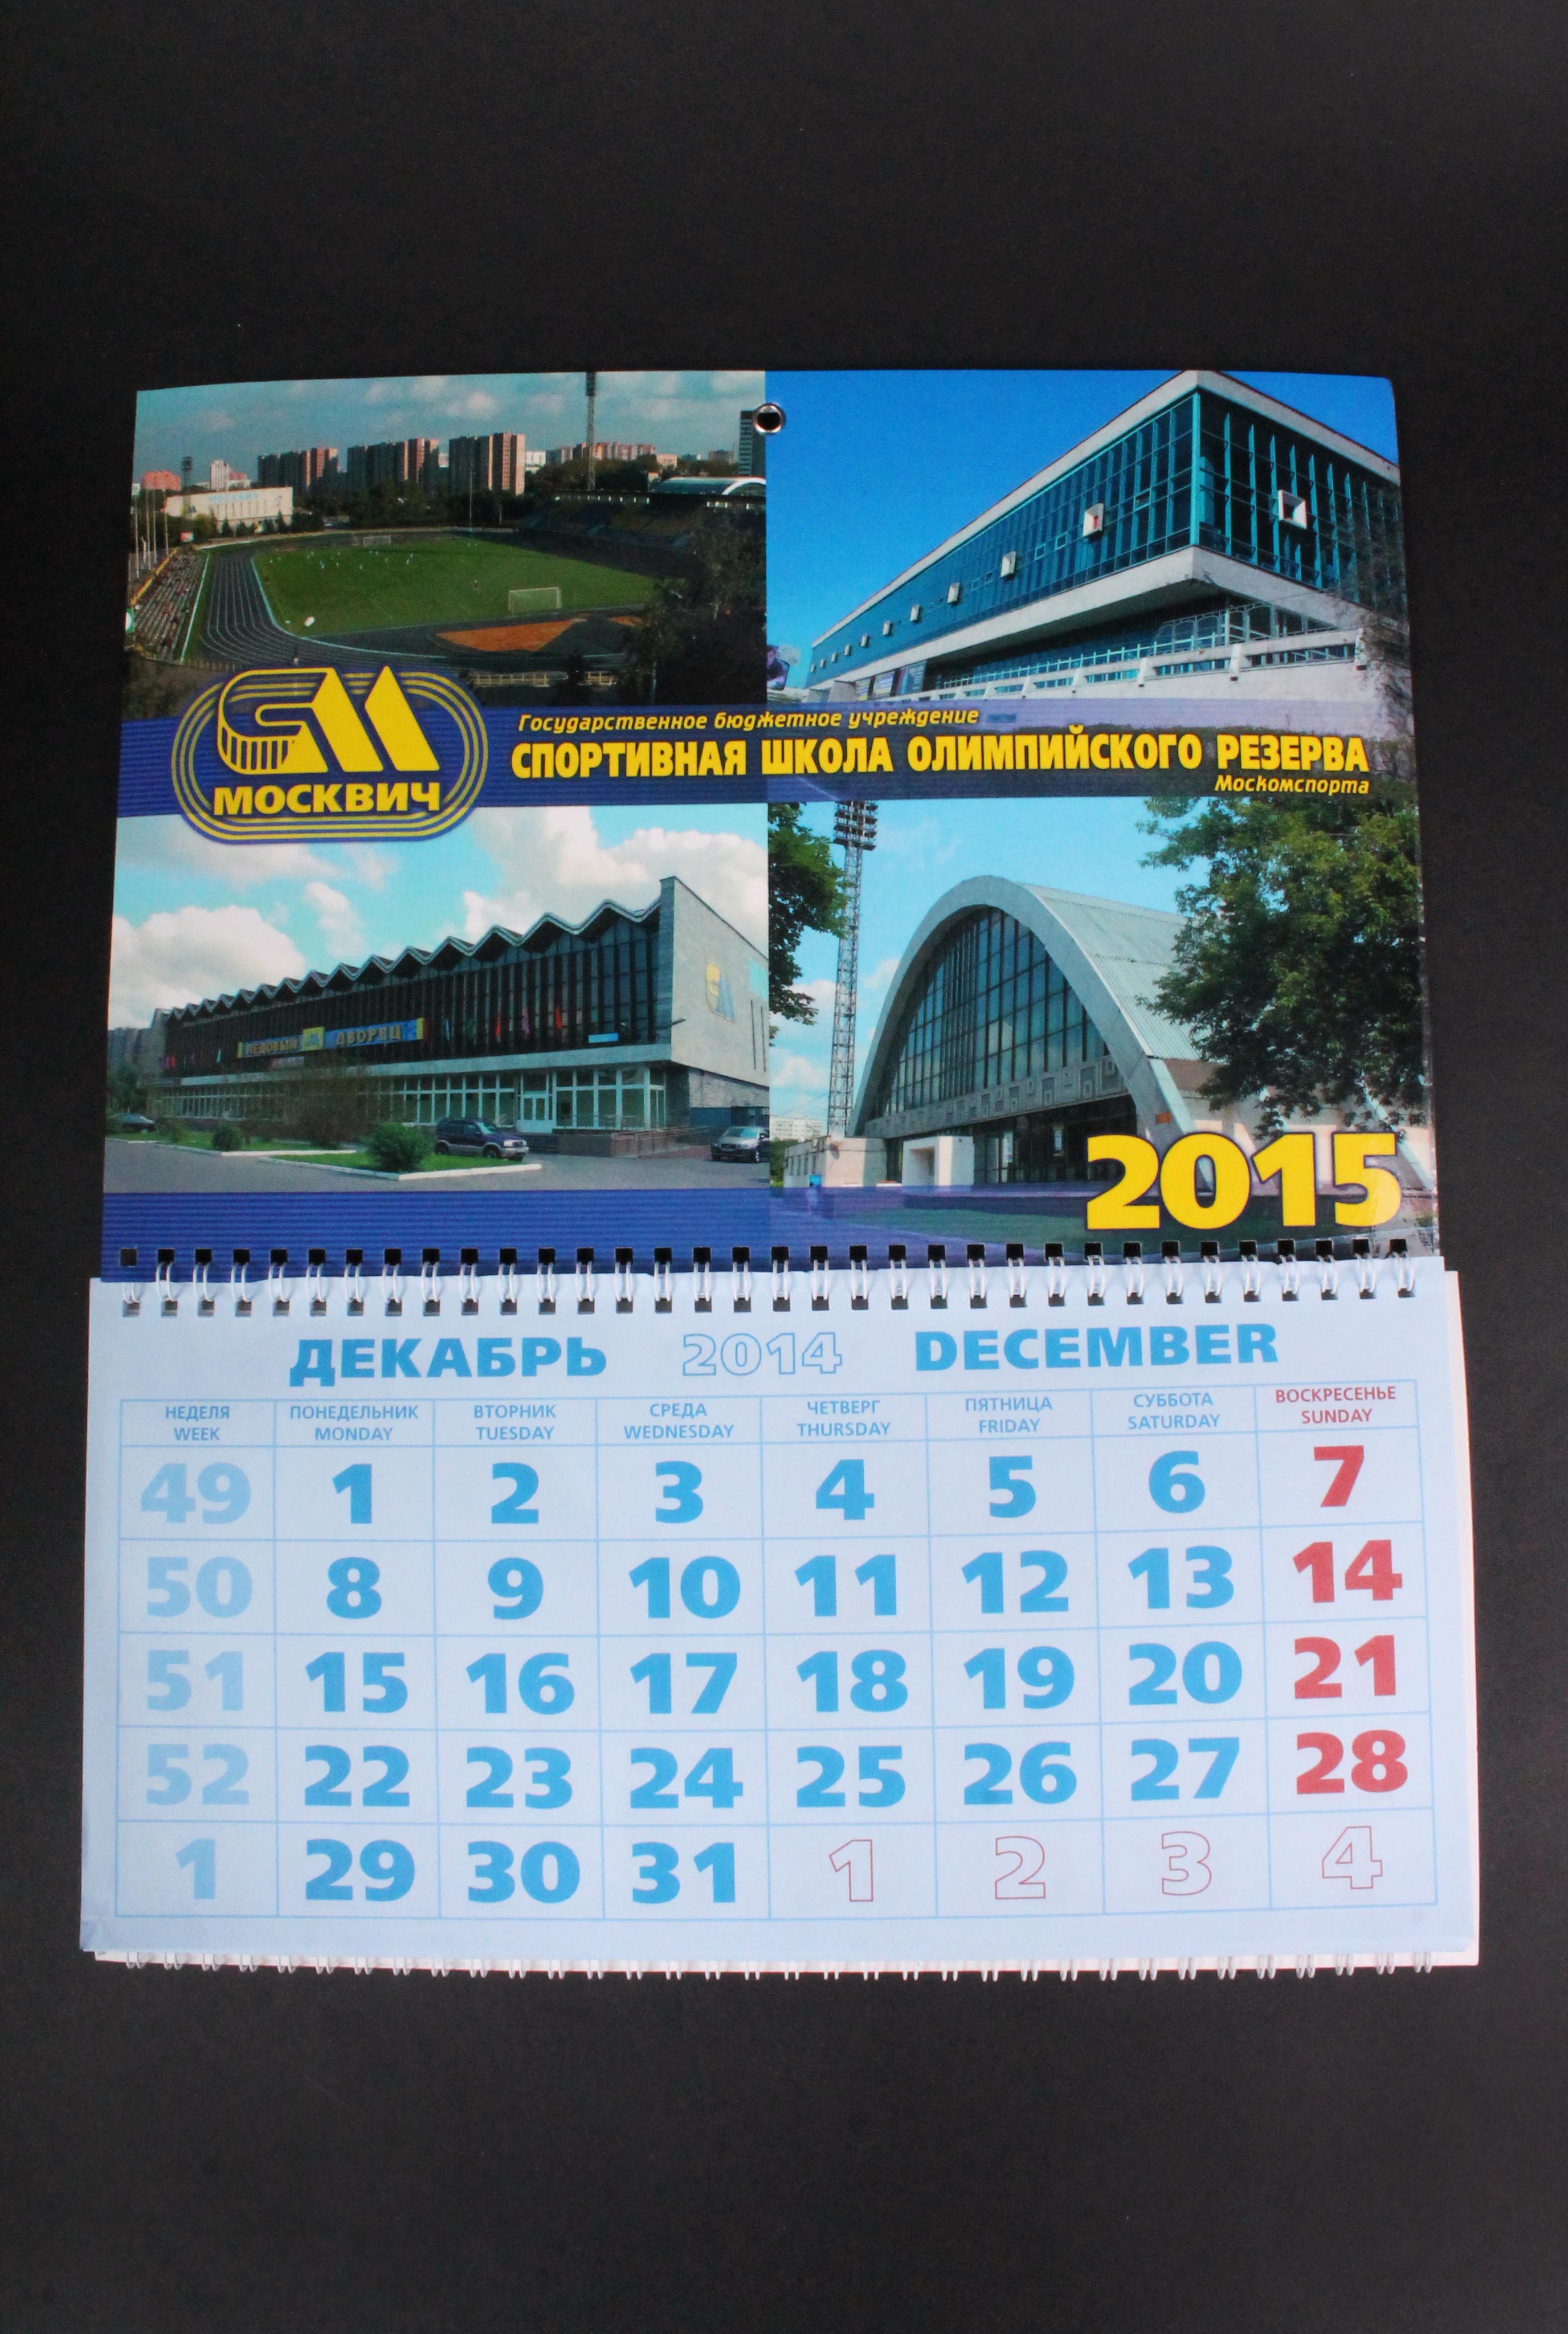 МОСКВИЧ
Государственное бюджетное учреждение
СПОРТИВНАЯ ШКОЛА ОЛИМПИЙСКОГО РЕЗЕРВА
Москомспорта
МОСКВИЧ
ЛЕДОВЫЙ ДВОРЕЦ
2015
ДЕКАБРЬ 2014 DECEMBER
НЕДЕЛЯ ПОНЕДЕЛЬНИК ВТОРНИК СРЕДА ЧЕТВЕРГ ПЯТНИЦА СУББОТА ВОСКРЕСЕНЬЕ
WEEK MONDAY TUESDAY WEDNESDAY THURSDAY FRIDAY SATURDAY SUNDAY
49 1 2 3 4 5 6 7
50 8 9 10 11 12 13 14
51 15 16 17 18 19 20 21
52 22 23 24 25 26 27 28
1 29 30 31 1 2 3 4